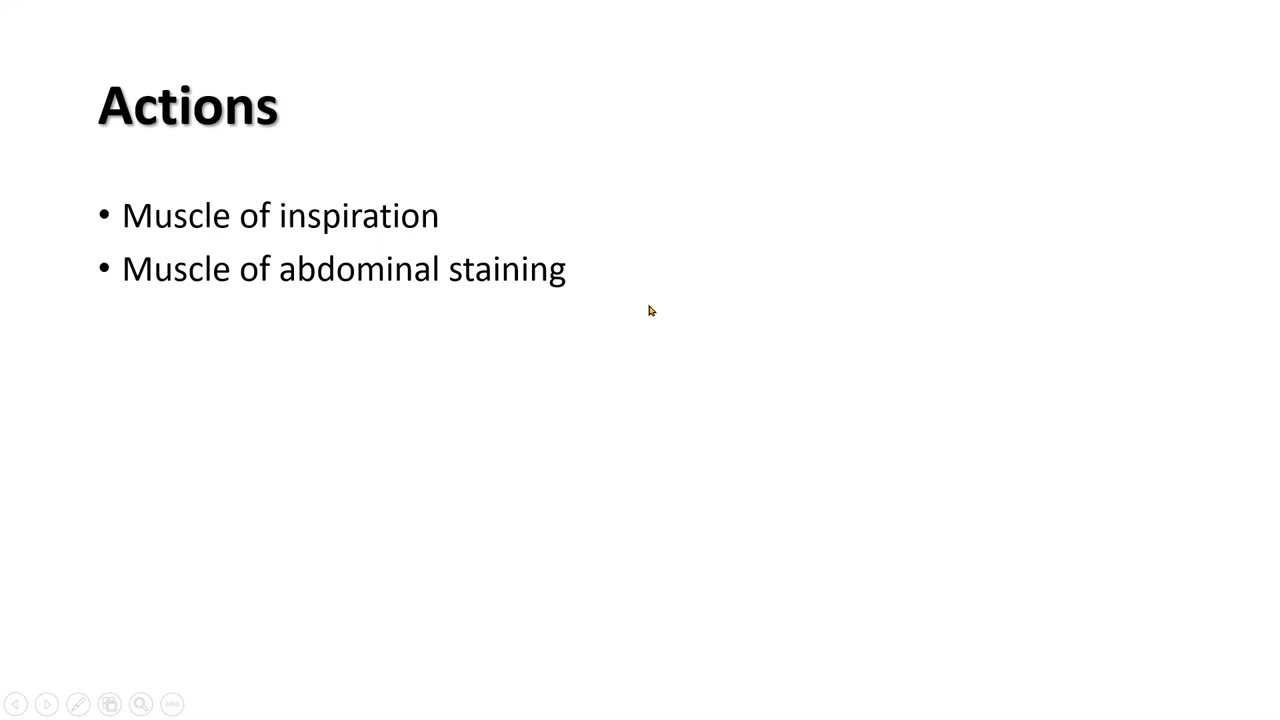 Actions
• Muscle of inspiration
• Muscle of abdominal staining